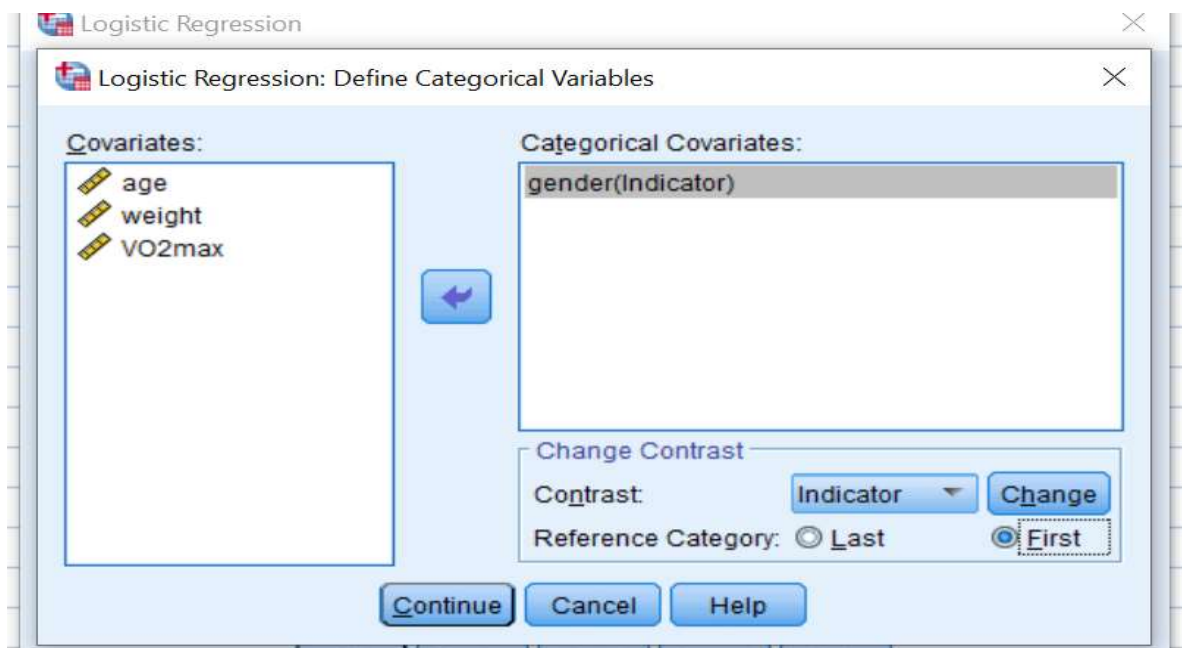 Logistic Regression
Logistic Regression: Define Categorical Variables
Covariates:
age
weight
VO2max
Categorical Covariates:
gender(Indicator)
Change Contrast
Contrast: Indicator Change
Reference Category: Last First
Continue Cancel Help